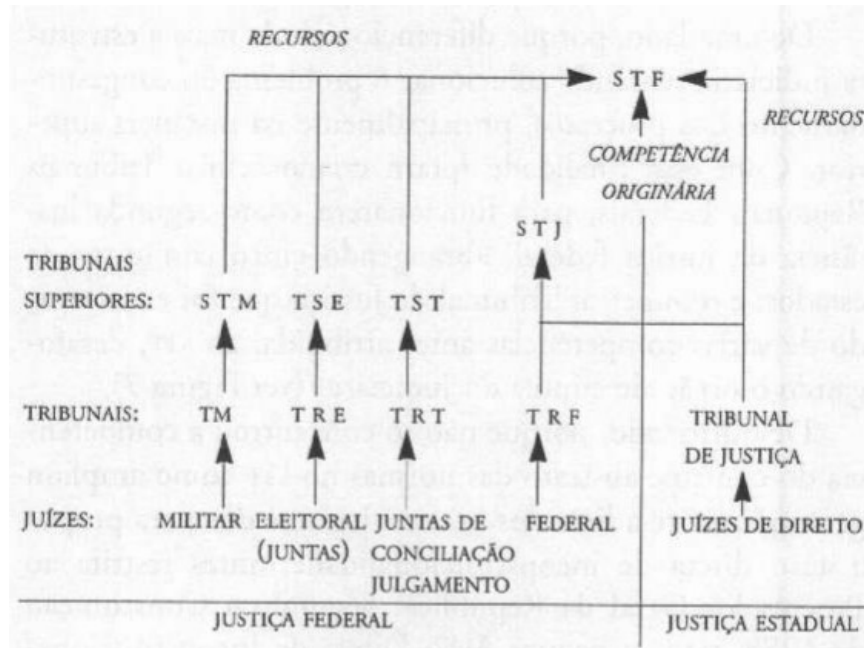 RECURSOS
S T F
RECURSOS
COMPETÊNCIA
ORIGINÁRIA
S T J
TRIBUNAIS
SUPERIORES: S T M T S E T S T
TRIBUNAIS: TM T R E T R T T R F TRIBUNAL
DE JUSTIÇA
JUÍZES: MILITAR ELEITORAL JUNTAS DE FEDERAL JUÍZES DE DIREITO
(JUNTAS) CONCILIAÇÃO
JULGAMENTO
JUSTIÇA FEDERAL JUSTIÇA ESTADUAL